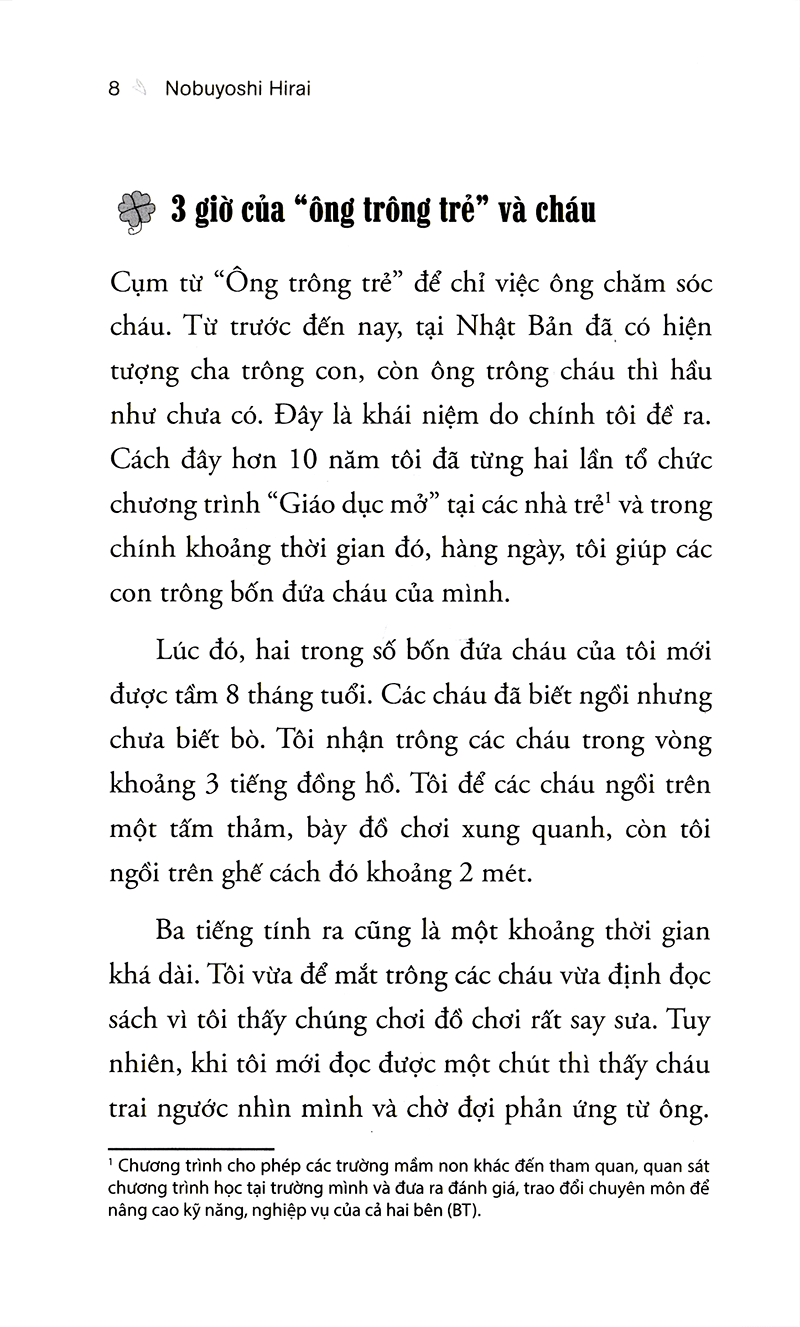 8 Nobuyoshi Hirai
3 giờ của “ông trông trẻ” và cháu
Cụm từ “Ông trông trẻ” để chỉ việc ông chăm sóc
cháu. Từ trước đến nay, tại Nhật Bản đã có hiện
tượng cha trông con, còn ông trông cháu thì hầu
như chưa có. Đây là khái niệm do chính tôi đề ra.
Cách đây hơn 10 năm tôi đã từng hai lần tổ chức
chương trình “Giáo dục mở” tại các nhà trẻ¹ và trong
chính khoảng thời gian đó, hàng ngày, tôi giúp các
con trông bốn đứa cháu của mình.
Lúc đó, hai trong số bốn đứa cháu của tôi mới
được tầm 8 tháng tuổi. Các cháu đã biết ngồi nhưng
chưa biết bò. Tôi nhận trông các cháu trong vòng
khoảng 3 tiếng đồng hồ. Tôi để các cháu ngồi trên
một tấm thảm, bày đồ chơi xung quanh, còn tôi
ngồi trên ghế cách đó khoảng 2 mét.
Ba tiếng tính ra cũng là một khoảng thời gian
khá dài. Tôi vừa để mắt trông các cháu vừa định đọc
sách vì tôi thấy chúng chơi đồ chơi rất say sưa. Tuy
nhiên, khi tôi mới đọc được một chút thì thấy cháu
trai ngước nhìn mình và chờ đợi phản ứng từ ông.
¹ Chương trình cho phép các trường mầm non khác đến tham quan, quan sát
chương trình học tại trường mình và đưa ra đánh giá, trao đổi chuyên môn để
nâng cao kỹ năng, nghiệp vụ của cả hai bên (BT).